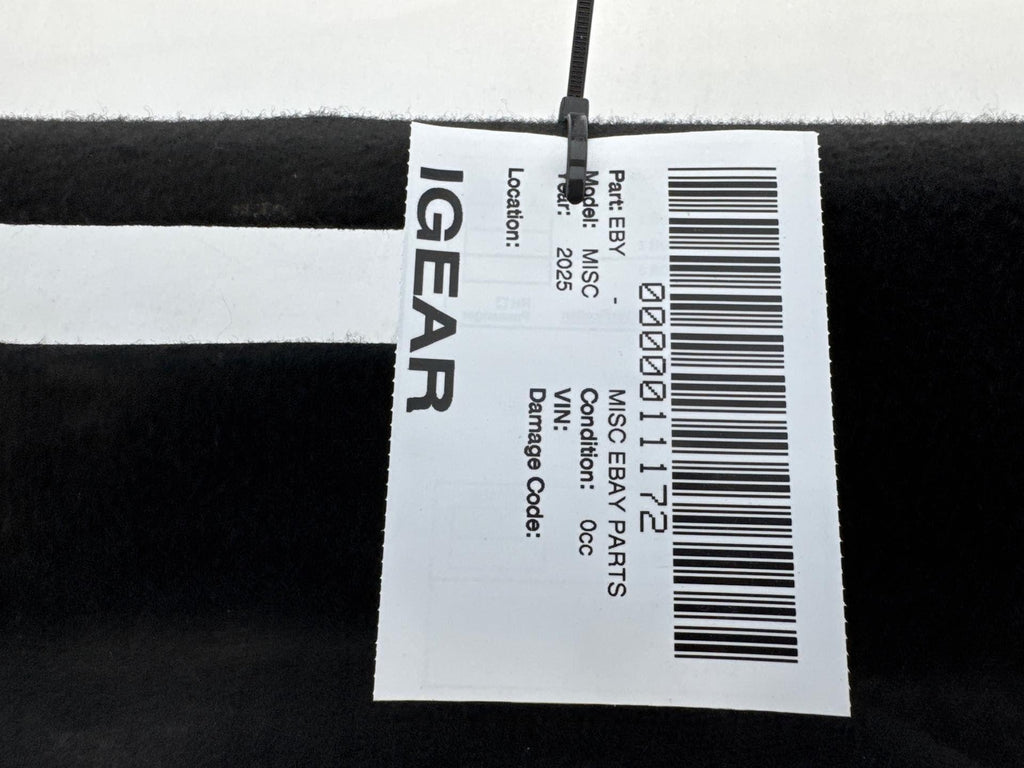 0000011172
Part: EBY - MISC EBAY PARTS
Model: MISC Condition: 0cc
Year: 2025 VIN:
Damage Code:
Location:
IGEAR